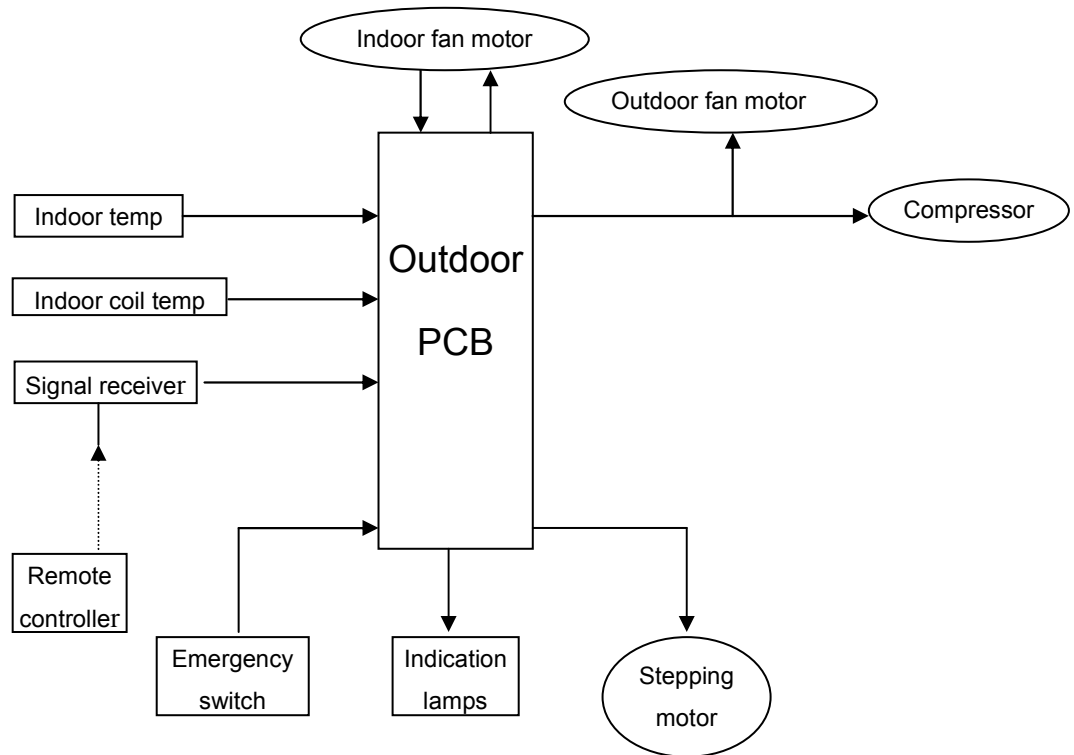 Indoor fan motor
Outdoor fan motor
Indoor temp
Compressor
Outdoor
PCB
Indoor coil temp
Signal receiver
Remote
controller
Emergency
switch
Indication
lamps
Stepping
motor